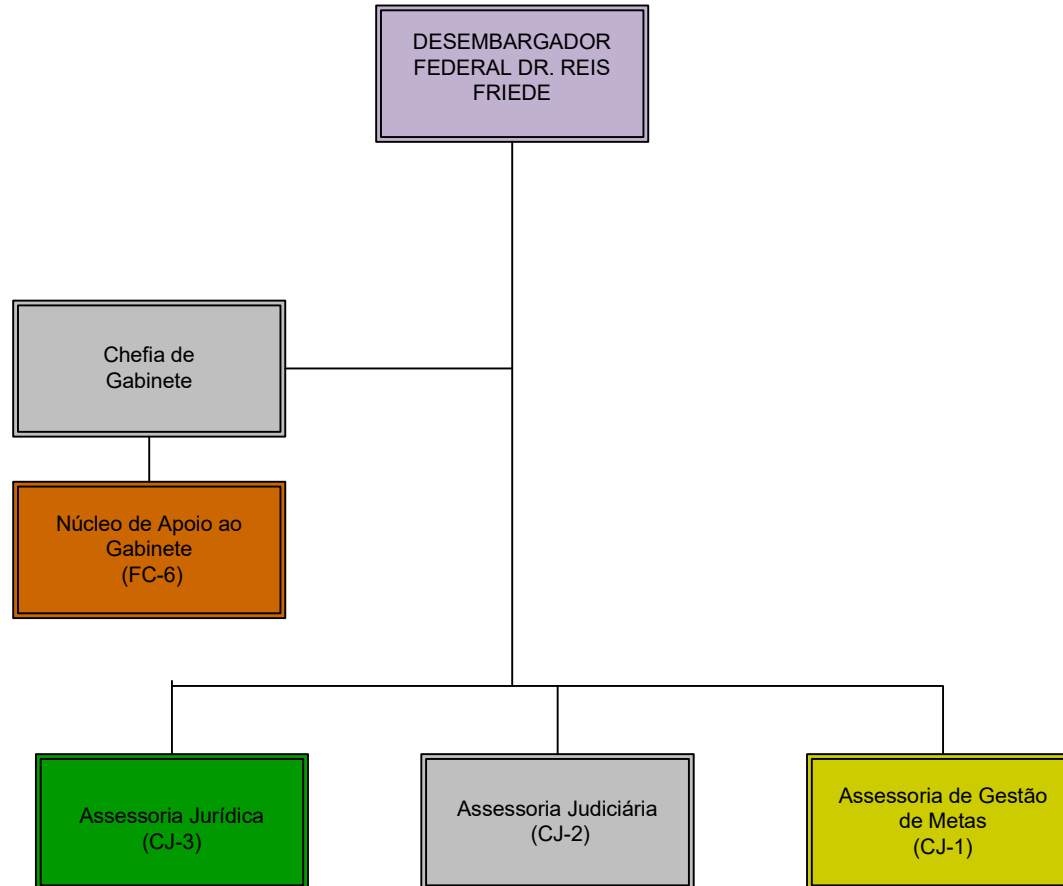 DESEMBARGADOR
FEDERAL DR. REIS
FRIEDE
Chefia de
Gabinete
Núcleo de Apoio ao
Gabinete
(FC-6)
Assessoria Jurídica
(CJ-3)
Assessoria Judiciária
(CJ-2)
Assessoria de Gestão
de Metas
(CJ-1)